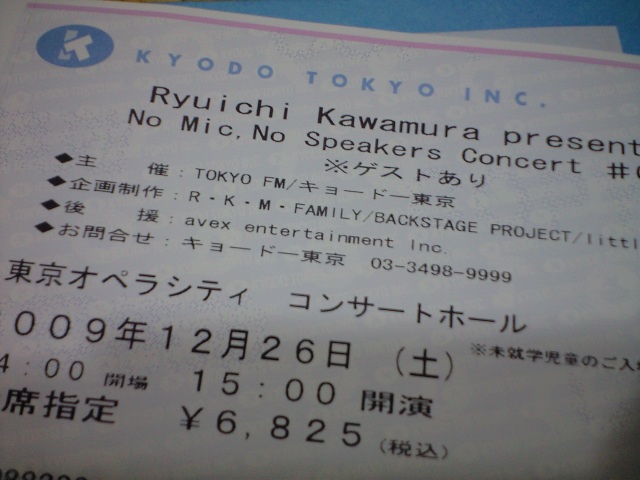 KYODO TOKYO INC.
Ryuichi Kawamura present
No Mic, No Speakers Concert #
※ゲストあり
◆主　　催：TOKYO FM/キョードー東京
◆企画制作：R・K・M・FAMILY/BACKSTAGE PROJECT/littl
◆後　　援：avex entertainment Inc.
◆お問合せ：キョードー東京　03-3498-9999
東京オペラシティ　コンサートホール
009年12月26日（土）※未就学児童のご入
4:00 開場　15:00 開演
席指定　¥6,825（税込）